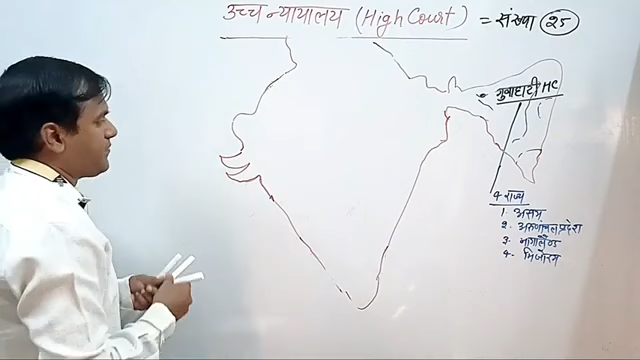 उच्च न्यायालय (High Court) = संख्या 25
गुवाहाटी HC
4 राज्य
1. असम
2. अरुणाचल प्रदेश
3. नागालैण्ड
4. मिजोरम